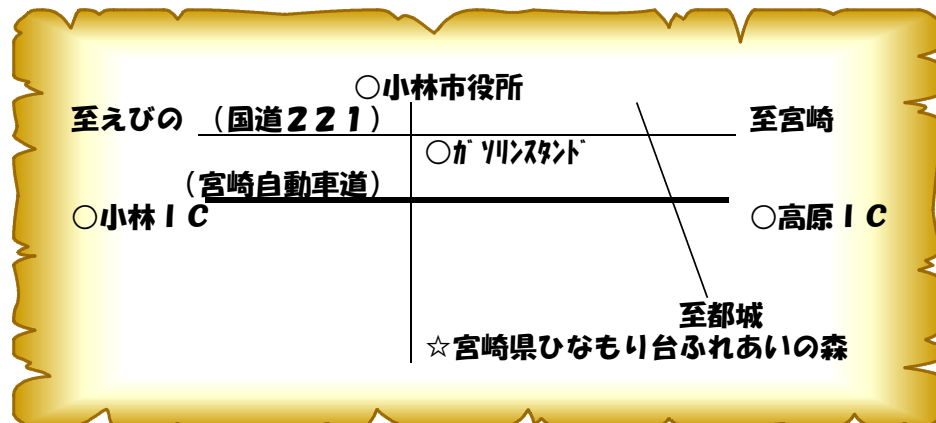 ○小林市役所
至えびの （国道２２１） 至宮崎
○ｶﾞｿﾘﾝｽﾀﾝﾄﾞ
（宮崎自動車道）
○小林ＩＣ ○高原ＩＣ
至都城
☆宮崎県ひなもり台ふれあいの森